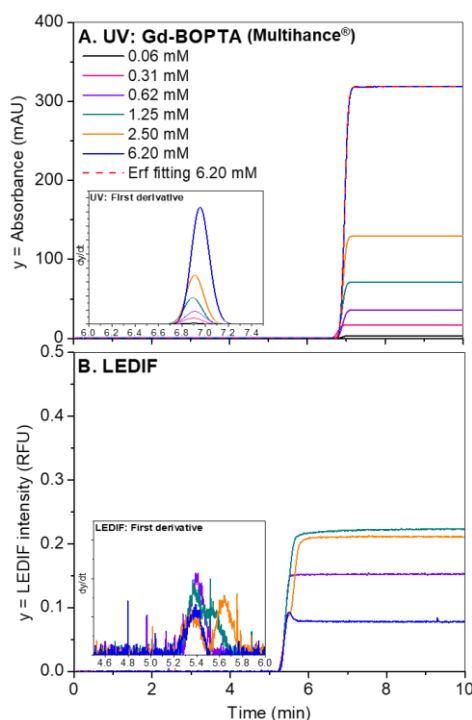 A. UV: Gd-BOPTA (Multihance®)
0.06 mM
0.31 mM
0.62 mM
1.25 mM
2.50 mM
6.20 mM
Erf fitting 6.20 mM
y = Absorbance (mAU)
400
300
200
100
0
UV: First derivative
dy/dt
6.0 6.2 6.4 6.6 6.8 7.0 7.2 7.4
B. LEDIF
y = LEDIF intensity (RFU)
0.5
0.4
0.3
0.2
0.1
0.0
LEDIF: First derivative
dy/dt
4.6 4.8 5.0 5.2 5.4 5.6 5.8 6.0
0 2 4 6 8 10
Time (min)